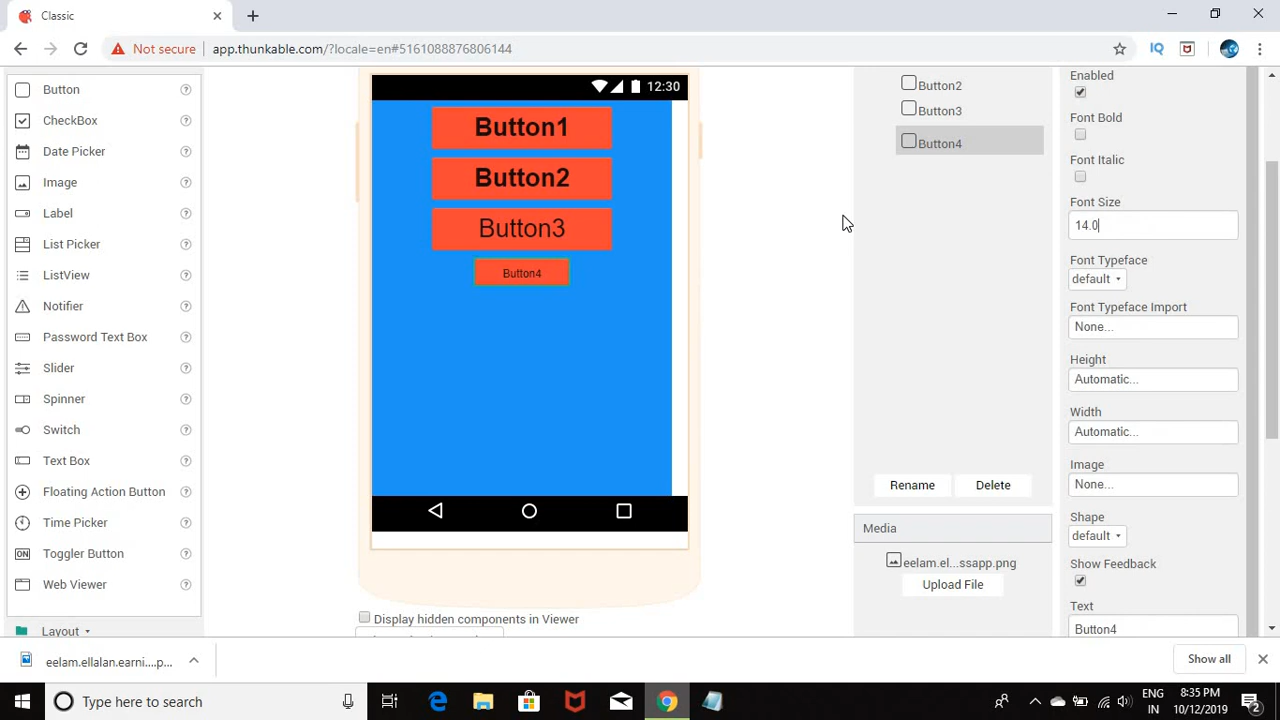 Classic
Not secure
app.thunkable.com/?locale=en#5161088876806144
Button
CheckBox
Date Picker
Image
Label
List Picker
ListView
Notifier
Password Text Box
Slider
Spinner
Switch
Text Box
Floating Action Button
Time Picker
ON
Toggler Button
Web Viewer
Layout
12:30
Button1
Button2
Button3
Button4
Display hidden components in Viewer
Button2
Button3
Button4
Rename
Delete
Media
eelam.el...ssapp.png
Upload File
Enabled
Font Bold
Font Italic
Font Size
14.0
Font Typeface
default
Font Typeface Import
None...
Height
Automatic...
Width
Automatic...
Image
None...
Shape
default
Show Feedback
Text
Button4
eelam.ellalan.earni....p...
Show all
Type here to search
ENG
IN
8:35 PM
10/12/2019
2